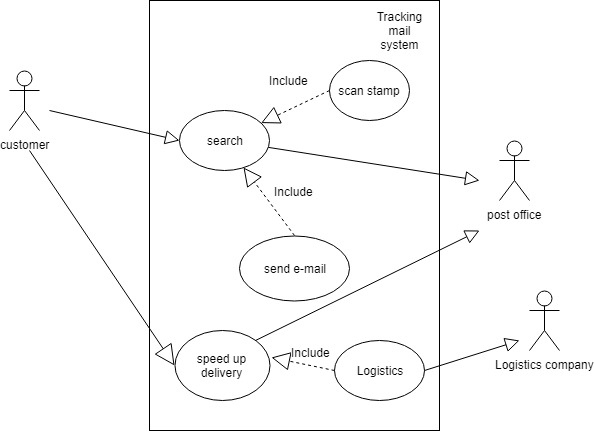 Tracking
mail
system
Include
scan stamp
customer
search
Include
post office
send e-mail
speed up
delivery
Include
Logistics
Logistics company